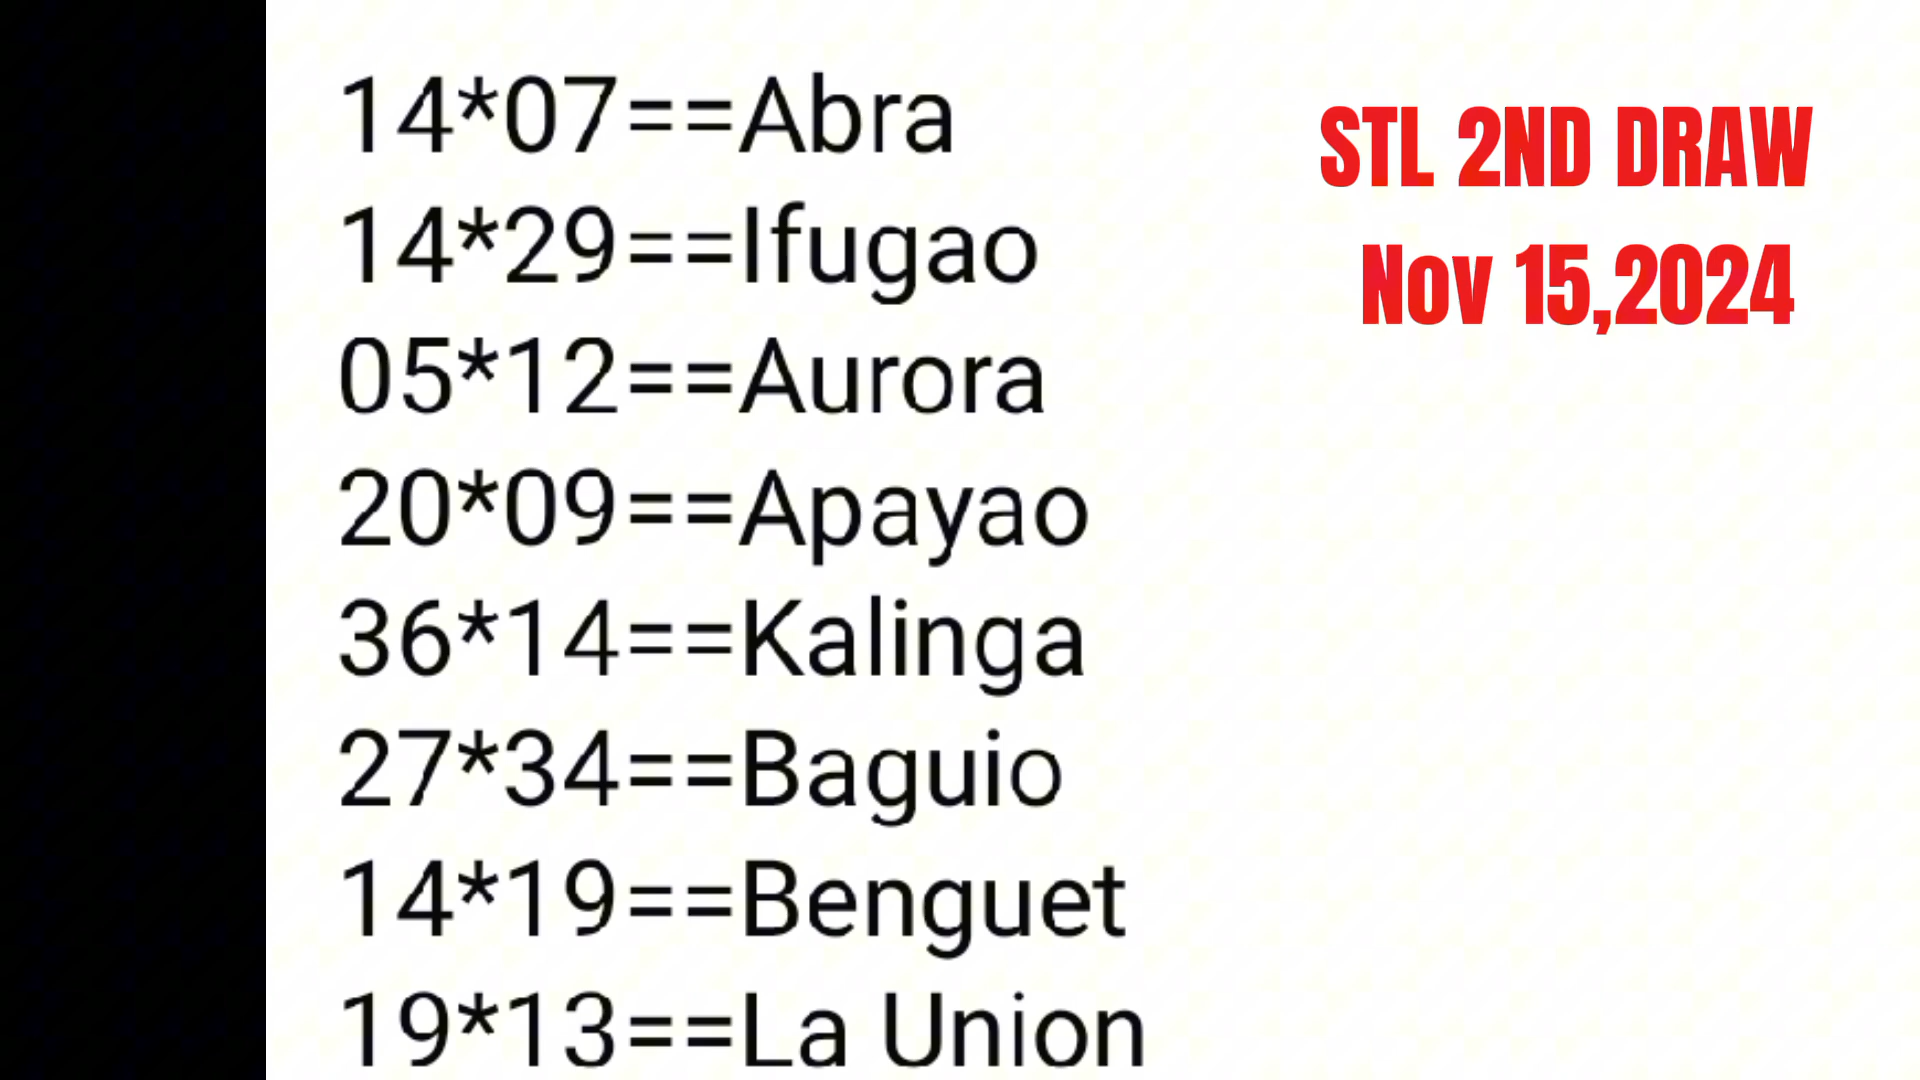 14*07==Abra
14*29==Ifugao
05*12==Aurora
20*09==Apayao
36*14==Kalinga
27*34==Baguio
14*19==Benguet
19*13==La Union
STL 2ND DRAW
Nov 15,2024